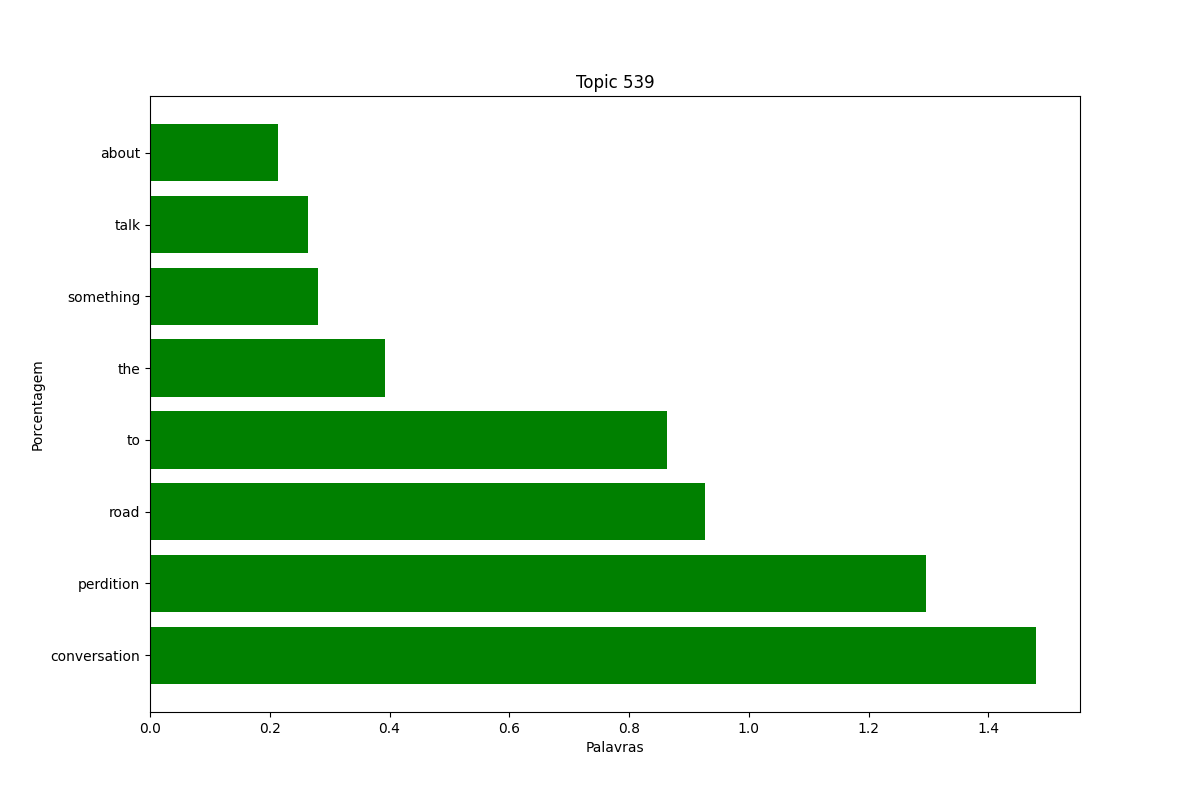 Topic 539
about
talk
something
the
to
road
perdition
conversation
Porcentagem
0.0 0.2 0.4 0.6 0.8 1.0 1.2 1.4
Palavras